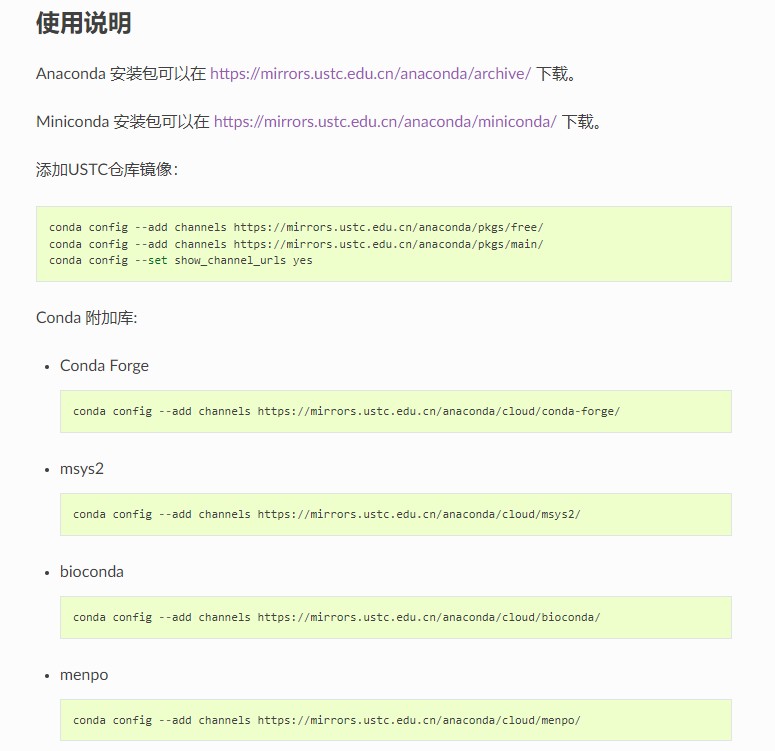 使用说明
Anaconda 安装包可以在 https://mirrors.ustc.edu.cn/anaconda/archive/ 下载。
Miniconda 安装包可以在 https://mirrors.ustc.edu.cn/anaconda/miniconda/ 下载。
添加USTC仓库镜像：
conda config --add channels https://mirrors.ustc.edu.cn/anaconda/pkgs/free/
conda config --add channels https://mirrors.ustc.edu.cn/anaconda/pkgs/main/
conda config --set show_channel_urls yes
Conda 附加库:
• Conda Forge
conda config --add channels https://mirrors.ustc.edu.cn/anaconda/cloud/conda-forge/
• msys2
conda config --add channels https://mirrors.ustc.edu.cn/anaconda/cloud/msys2/
• bioconda
conda config --add channels https://mirrors.ustc.edu.cn/anaconda/cloud/bioconda/
• menpo
conda config --add channels https://mirrors.ustc.edu.cn/anaconda/cloud/menpo/